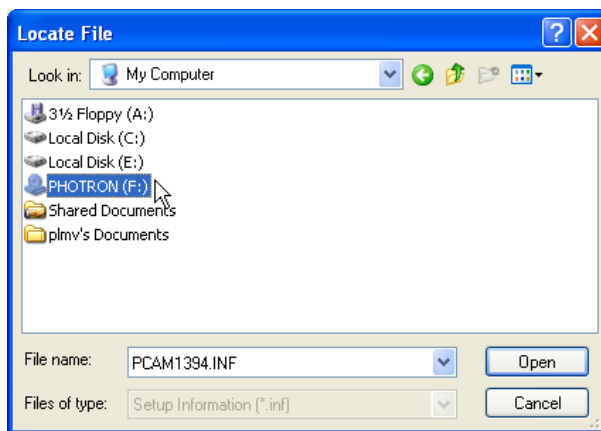 Locate File
Look in: My Computer
3½ Floppy (A:)
Local Disk (C:)
Local Disk (E:)
PHOTRON (F:)
Shared Documents
plmv's Documents
File name: PCAM1394.INF Open
Files of type: Setup Information (*.inf) Cancel